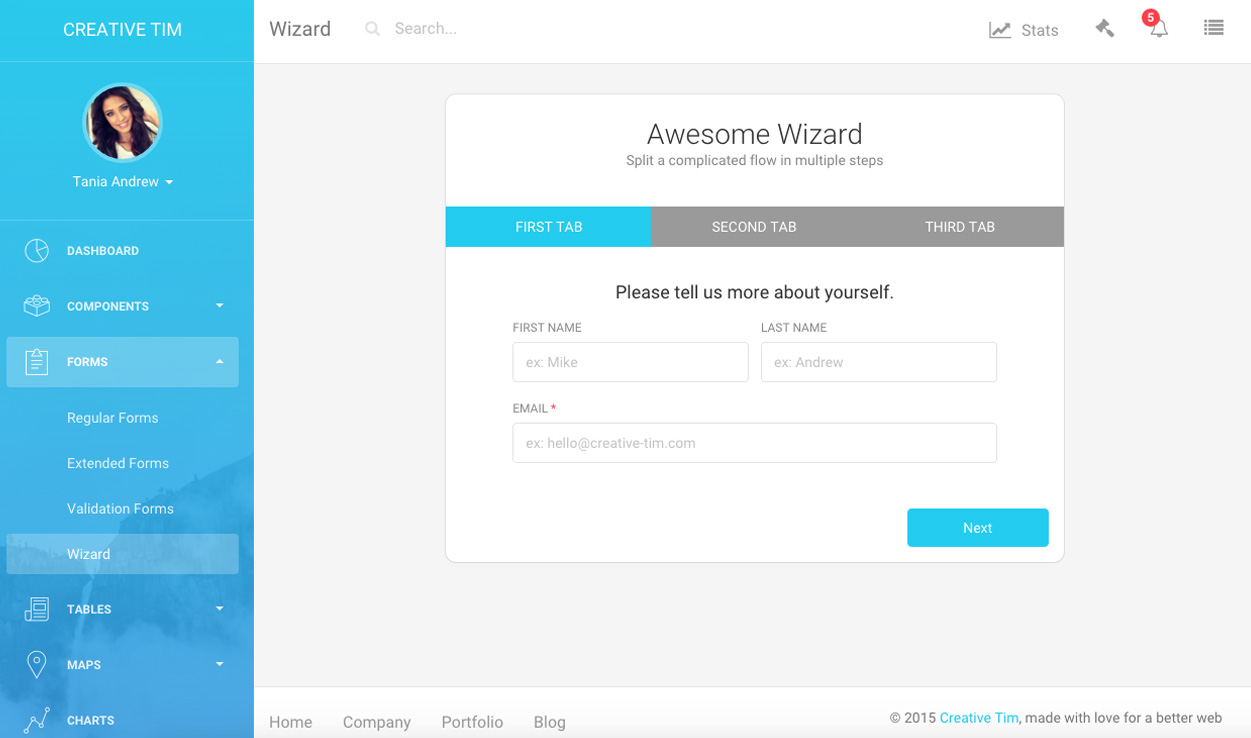 CREATIVE TIM
Tania Andrew
DASHBOARD
COMPONENTS
FORMS
Regular Forms
Extended Forms
Validation Forms
Wizard
TABLES
MAPS
CHARTS
Wizard
Search...
Stats
5
Awesome Wizard
Split a complicated flow in multiple steps
FIRST TAB
SECOND TAB
THIRD TAB
Please tell us more about yourself.
FIRST NAME
LAST NAME
ex: Mike
ex: Andrew
EMAIL *
ex: hello@creative-tim.com
Next
Home
Company
Portfolio
Blog
© 2015 Creative Tim, made with love for a better web